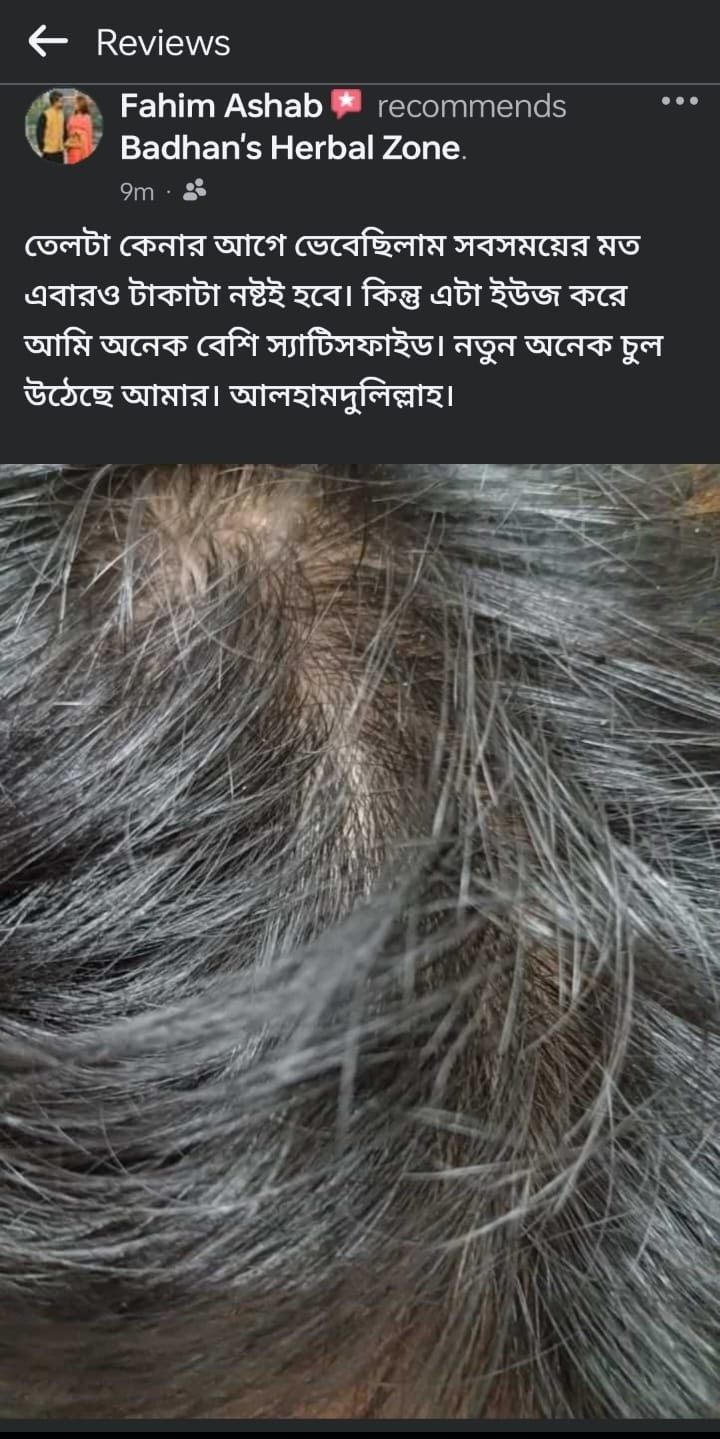 Reviews
Fahim Ashab recommends
Badhan's Herbal Zone.
9m ·
তেলটা কেনার আগে ভেবেছিলাম সবসময়ের মত
এবারও টাকাটা নষ্টই হবে। কিন্তু এটা ইউজ করে
আমি অনেক বেশি স্যাটিসফাইড। নতুন অনেক চুল
উঠেছে আমার। আলহামদুলিল্লাহ।